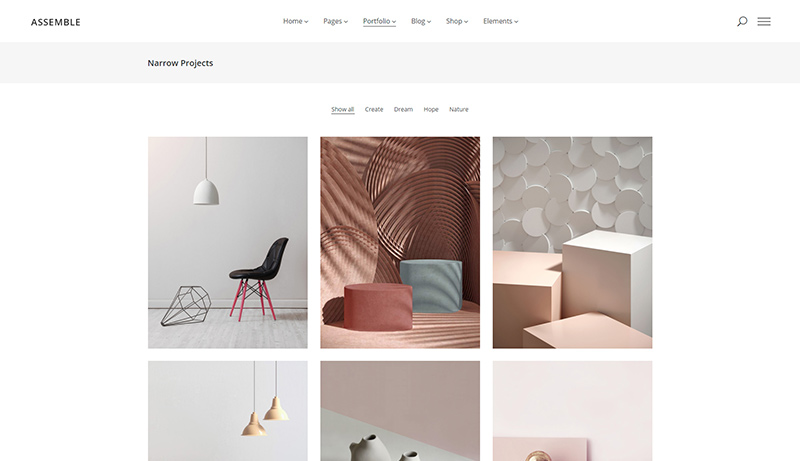 ASSEMBLE Home Pages Portfolio Blog Shop Elements
Narrow Projects
Show all Create Dream Hope Nature